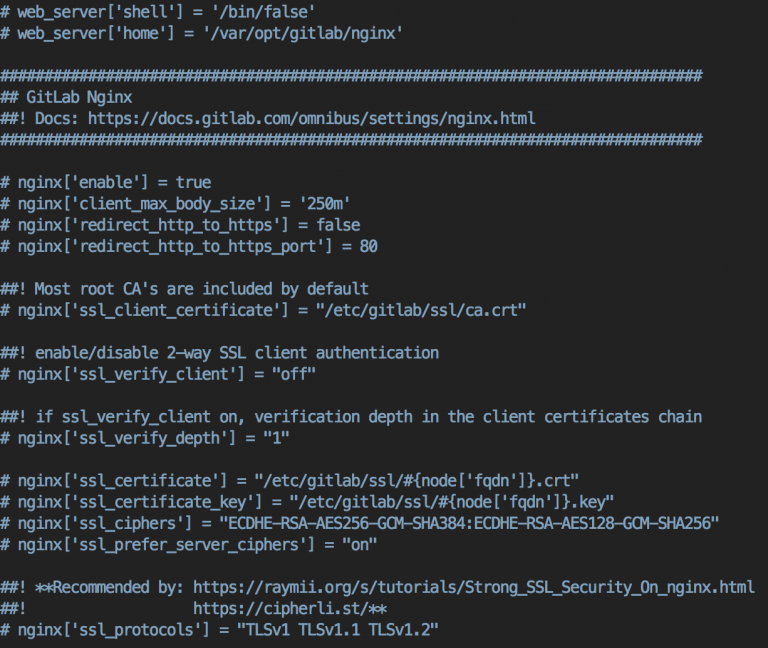 # web_server['shell'] = '/bin/false'
# web_server['home'] = '/var/opt/gitlab/nginx'
################################################################################
## GitLab Nginx
##! Docs: https://docs.gitlab.com/omnibus/settings/nginx.html
################################################################################
# nginx['enable'] = true
# nginx['client_max_body_size'] = '250m'
# nginx['redirect_http_to_https'] = false
# nginx['redirect_http_to_https_port'] = 80
##! Most root CA's are included by default
# nginx['ssl_client_certificate'] = "/etc/gitlab/ssl/ca.crt"
##! enable/disable 2-way SSL client authentication
# nginx['ssl_verify_client'] = "off"
##! if ssl_verify_client on, verification depth in the client certificates chain
# nginx['ssl_verify_depth'] = "1"
# nginx['ssl_certificate'] = "/etc/gitlab/ssl/#{node['fqdn']}.crt"
# nginx['ssl_certificate_key'] = "/etc/gitlab/ssl/#{node['fqdn']}.key"
# nginx['ssl_ciphers'] = "ECDHE-RSA-AES256-GCM-SHA384:ECDHE-RSA-AES128-GCM-SHA256"
# nginx['ssl_prefer_server_ciphers'] = "on"
##! **Recommended by: https://raymii.org/s/tutorials/Strong_SSL_Security_On_nginx.html
##!                   https://cipherli.st/**
# nginx['ssl_protocols'] = "TLSv1 TLSv1.1 TLSv1.2"